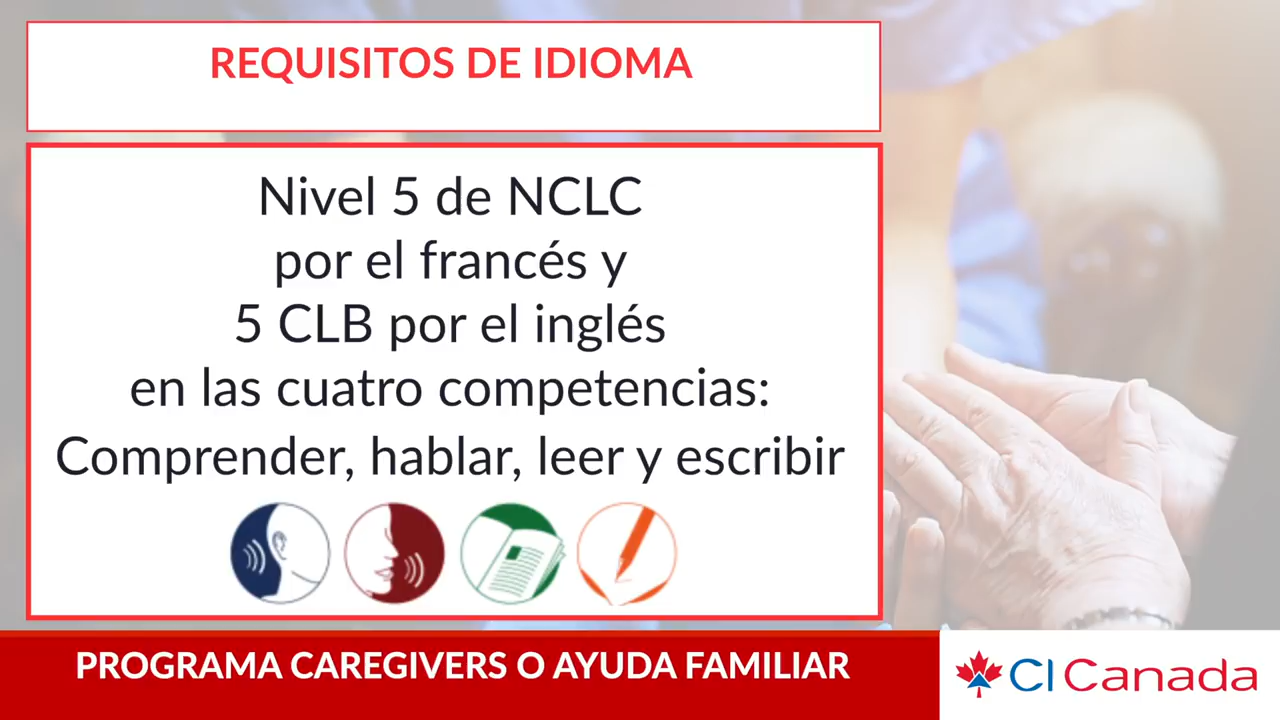 REQUISITOS DE IDIOMA
Nivel 5 de NCLC
por el francés y
5 CLB por el inglés
en las cuatro competencias:
Comprender, hablar, leer y escribir
PROGRAMA CAREGIVERS O AYUDA FAMILIAR
CI Canada